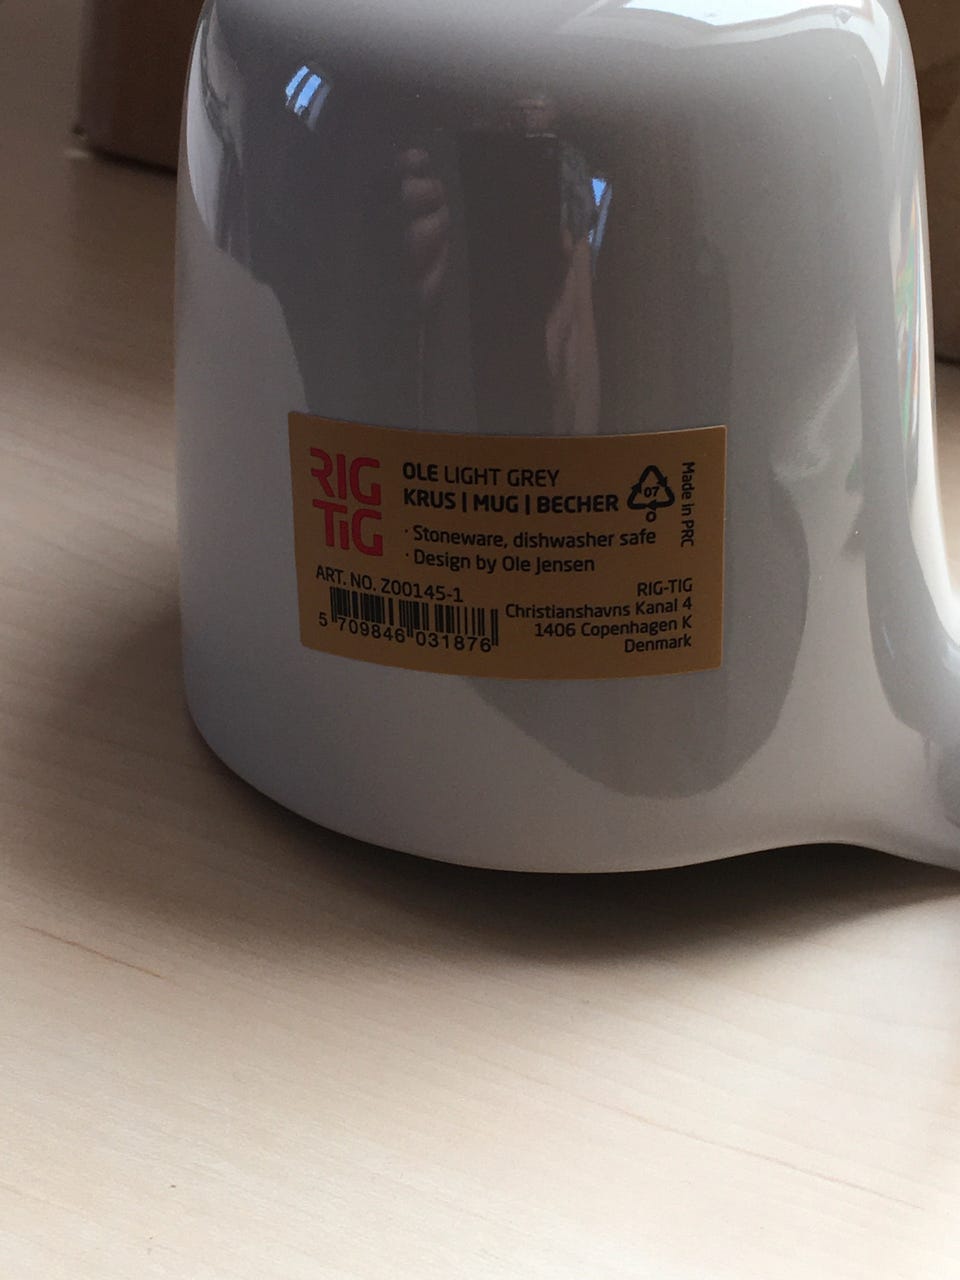 RIG
TiG
OLE LIGHT GREY
KRUS | MUG | BECHER
07
O
Made in PRC
· Stoneware, dishwasher safe
· Design by Ole Jensen
ART. NO. Z00145-1
5 709846 031876
RIG-TIG
Christianshavns Kanal 4
1406 Copenhagen K
Denmark